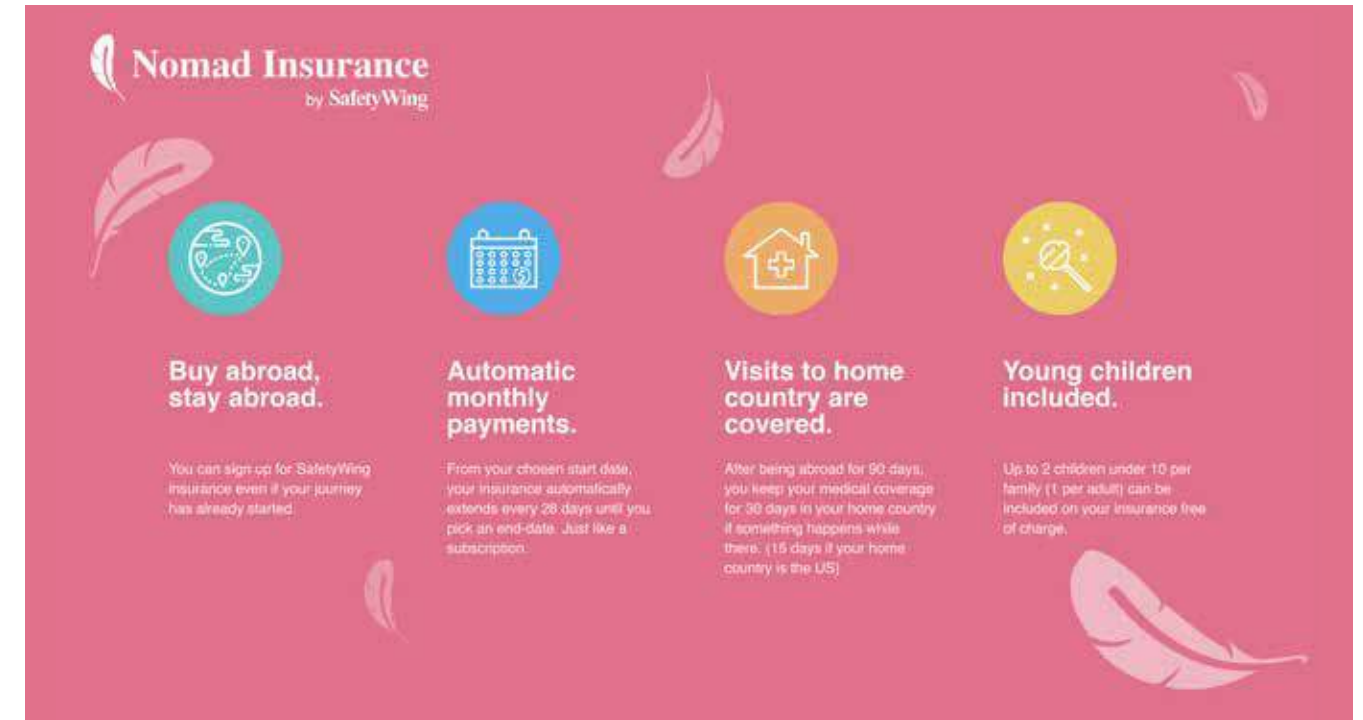 Nomad Insurance
by SafetyWing
Buy abroad,
stay abroad.
You can sign up for SafetyWing
insurance even if your journey
has already started.
Automatic
monthly
payments.
From your chosen start date,
your insurance automatically
extends every 28 days until you
pick an end-date. Just like a
subscription.
Visits to home
country are
covered.
After being abroad for 90 days,
you keep your medical coverage
for 30 days in your home country
if something happens while
there. (15 days if your home
country is the US)
Young children
included.
Up to 2 children under 10 per
family (1 per adult) can be
included on your insurance free
of charge.